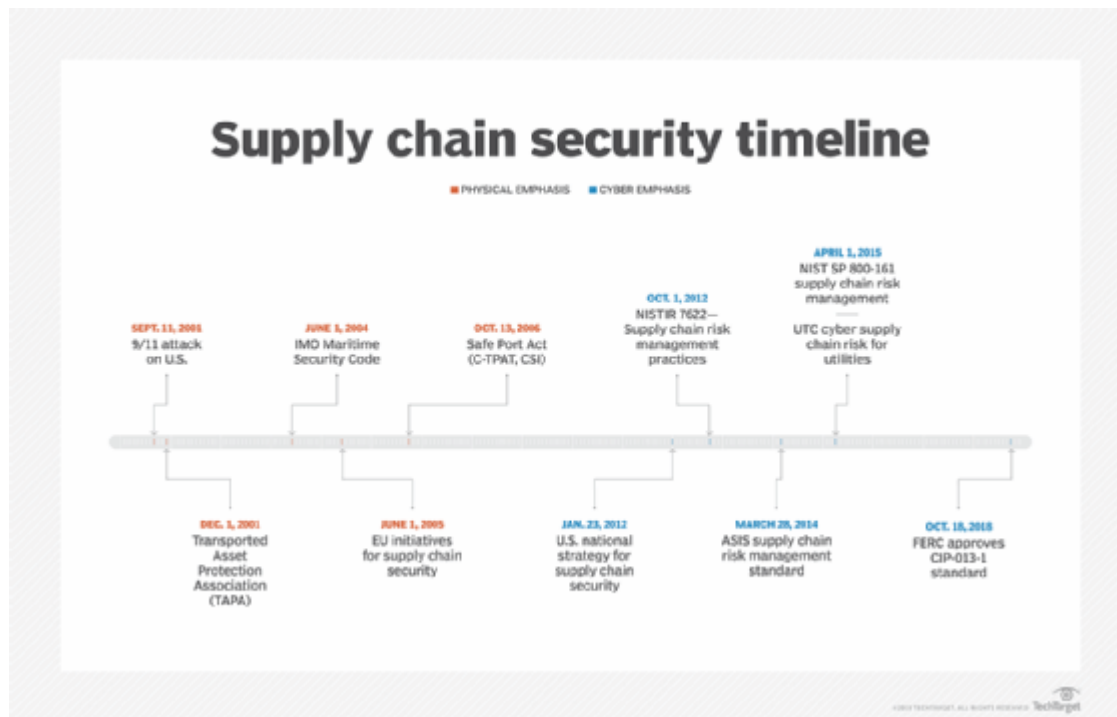 Supply chain security timeline
PHYSICAL EMPHASIS
CYBER EMPHASIS
SEPT. 11, 2001
9/11 attack
on U.S.
JUNE 1, 2004
IMO Maritime
Security Code
OCT. 13, 2006
Safe Port Act
(C-TPAT, CSI)
OCT. 1, 2012
NISTIR 7622—
Supply chain risk
management
practices
APRIL 1, 2015
NIST SP 800-161
supply chain risk
management
UTC cyber supply
chain risk for
utilities
DEC. 1, 2001
Transported
Asset
Protection
Association
(TAPA)
JUNE 1, 2005
EU initiatives
for supply chain
security
JAN. 23, 2012
U.S. national
strategy for
supply chain
security
MARCH 28, 2014
ASIS supply chain
risk management
standard
OCT. 18, 2018
FERC approves
CIP-013-1
standard
TECHTARGET. ALL RIGHTS RESERVED
TechTarget